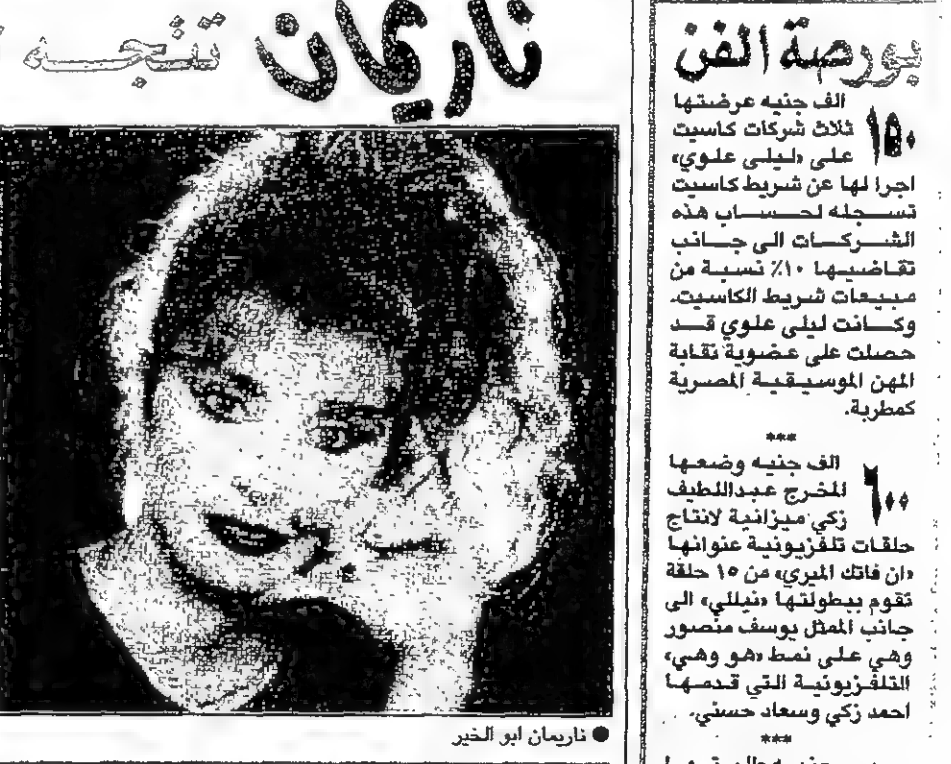 بورصة الفن
١٥٠
الف جنيه عرضتها
ثلاث شركات كاسيت
على «ليلى علوي»
اجرا لها عن شريط كاسيت
تسجله لحساب هذه
الشركات الى جانب
تقاضيها ١٠٪ نسبة من
مبيعات شريط الكاسيت.
وكانت ليلى علوي قد
حصلت على عضوية نقابة
المهن الموسيقية المصرية
كمطربة.
***
٦٠٠
الف جنيه وضعها
المخرج عبداللطيف
زكي ميزانية لانتاج
حلقات تلفزيونية عنوانها
«ان فاتك الميري» من ١٥ حلقة
تقوم ببطولتها «نيللي» الى
جانب الممثل يوسف منصور
وهي على نمط «هو وهي»
التلفزيونية التي قدمها
احمد زكي وسعاد حسني.
***
ناريمان تتجه
● ناريمان ابو الخير